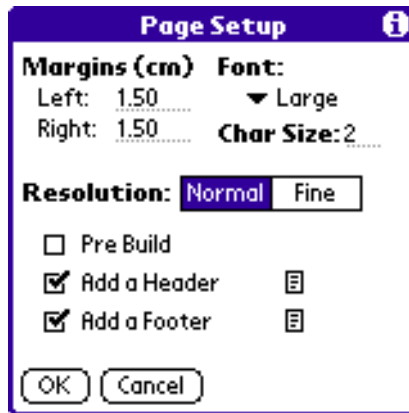 Page Setup
Margins (cm) Font:
Left: 1.50 Large
Right: 1.50 Char Size: 2
Resolution: Normal Fine
Pre Build
Add a Header
Add a Footer
OK Cancel